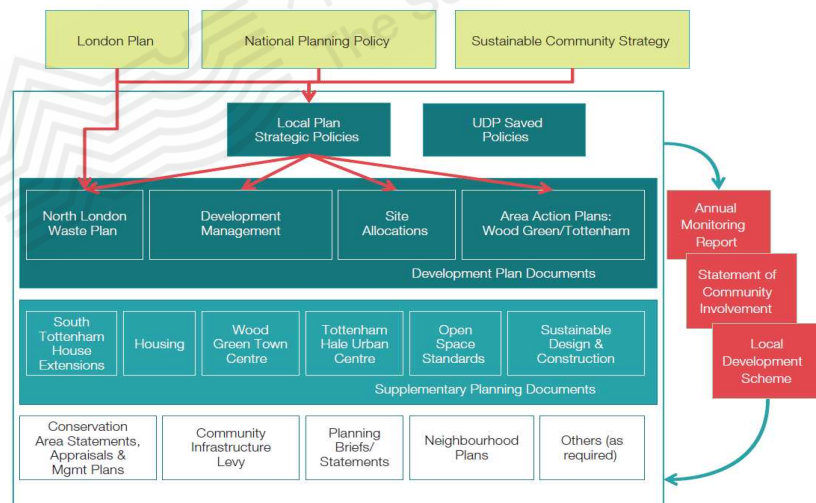 London Plan
National Planning Policy
Sustainable Community Strategy
Local Plan
Strategic Policies
UDP Saved
Policies
North London
Waste Plan
Development
Management
Site
Allocations
Area Action Plans:
Wood Green/Tottenham
Development Plan Documents
South
Tottenham
House
Extensions
Housing
Wood
Green Town
Centre
Tottenham
Hale Urban
Centre
Open
Space
Standards
Sustainable
Design &
Construction
Supplementary Planning Documents
Conservation
Area Statements,
Appraisals &
Mgmt Plans
Community
Infrastructure
Levy
Planning
Briefs/
Statements
Neighbourhood
Plans
Others (as
required)
Annual
Monitoring
Report
Statement of
Community
Involvement
Local
Development
Scheme